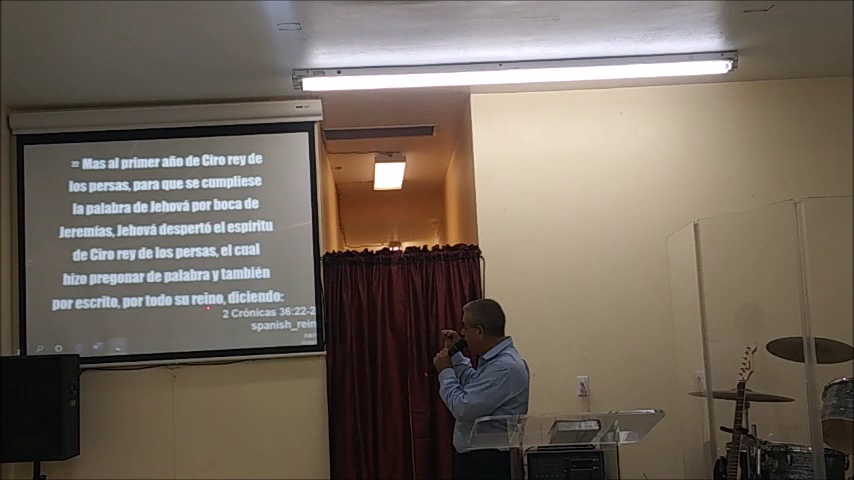 22 Mas al primer año de Ciro rey de
los persas, para que se cumpliese
la palabra de Jehová por boca de
Jeremías, Jehová despertó el espíritu
de Ciro rey de los persas, el cual
hizo pregonar de palabra y también
por escrito, por todo su reino, diciendo:
2 Crónicas 36:22-2
spanish_rein